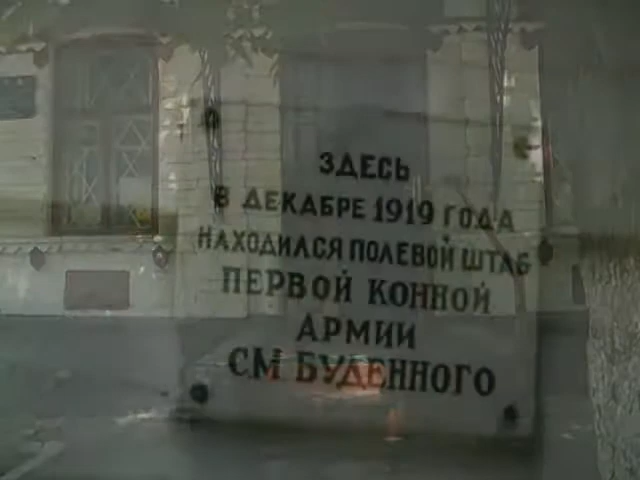 ЗДЕСЬ
В ДЕКАБРЕ 1919 ГОДА
НАХОДИЛСЯ ПОЛЕВОЙ ШТАБ
ПЕРВОЙ КОННОЙ
АРМИИ
С.М. БУДЕННОГО